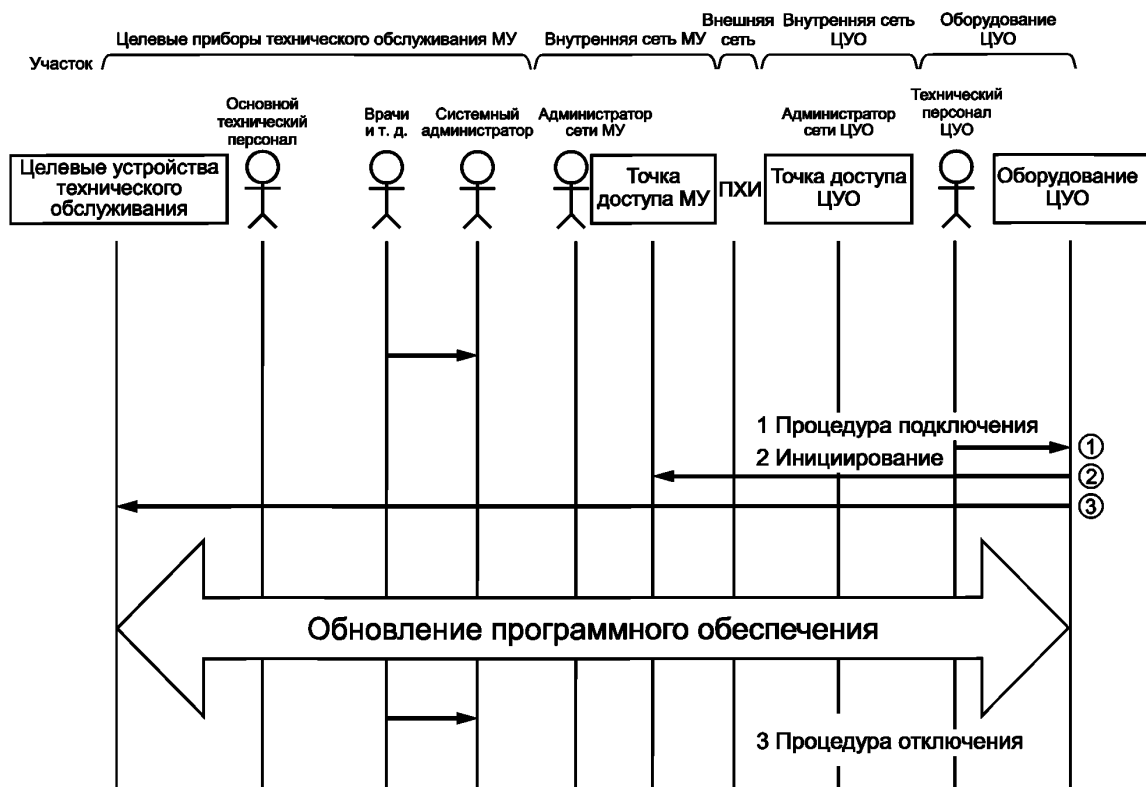 Целевые приборы технического обслуживания МУ
Внутренняя сеть МУ
Внешняя
сеть
Внутренняя сеть
ЦУО
Оборудование
ЦУО
Участок
Основной
технический
персонал
Врачи
и т. д.
Системный
администратор
Администратор
сети МУ
Администратор
сети ЦУО
Технический
персонал
ЦУО
Целевые устройства
технического
обслуживания
Точка
доступа МУ
ПХИ
Точка доступа
ЦУО
Оборудование
ЦУО
1 Процедура подключения
1
2 Инициирование
2
3
Обновление программного обеспечения
3 Процедура отключения